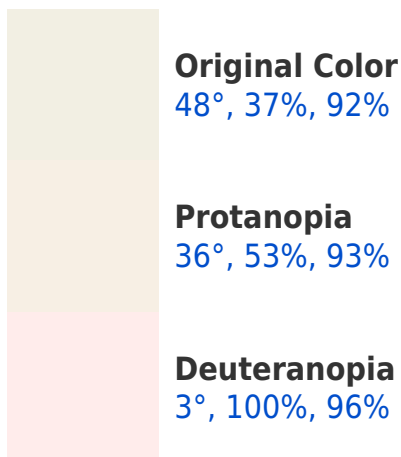 Original Color
48°, 37%, 92%
Protanopia
36°, 53%, 93%
Deuteranopia
3°, 100%, 96%